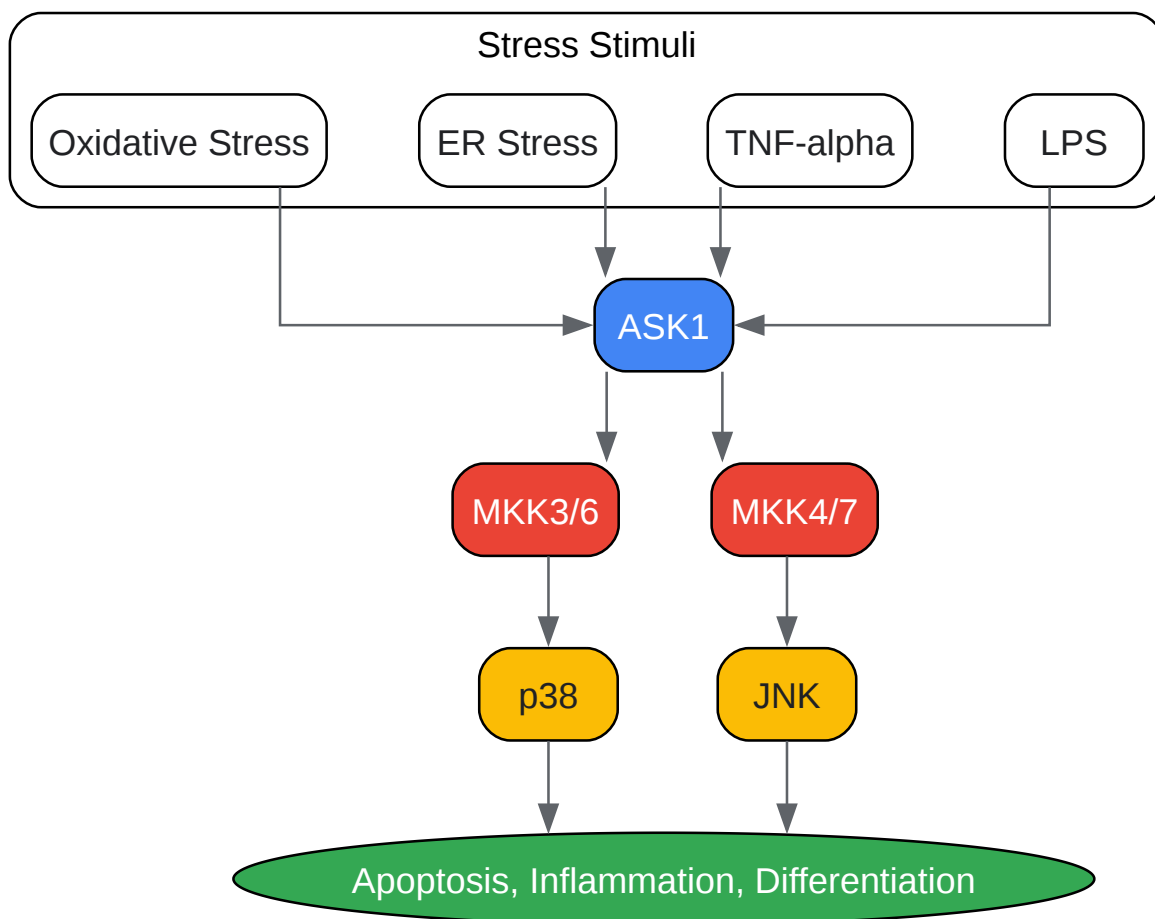 Stress Stimuli
Oxidative Stress
ER Stress
TNF-alpha
LPS
ASK1
MKK3/6
MKK4/7
p38
JNK
Apoptosis, Inflammation, Differentiation